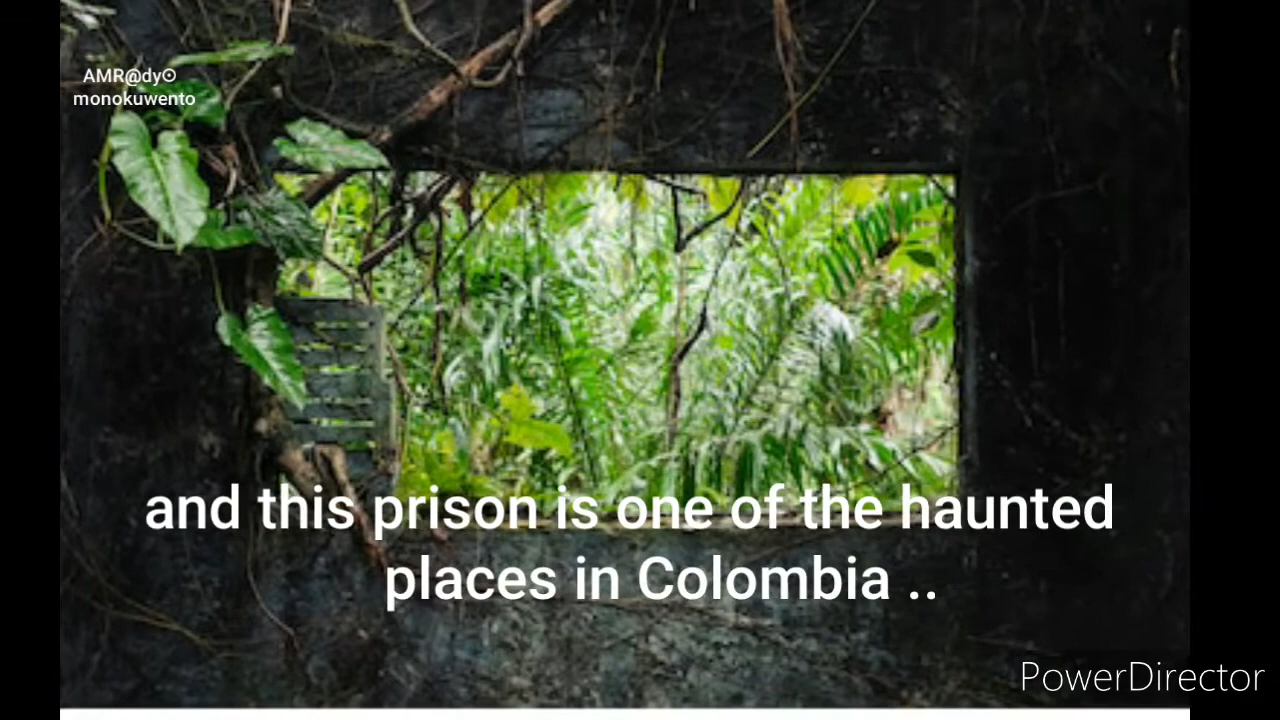 AMR@dy⊙
monokuwento
and this prison is one of the haunted
places in Colombia ..
PowerDirector